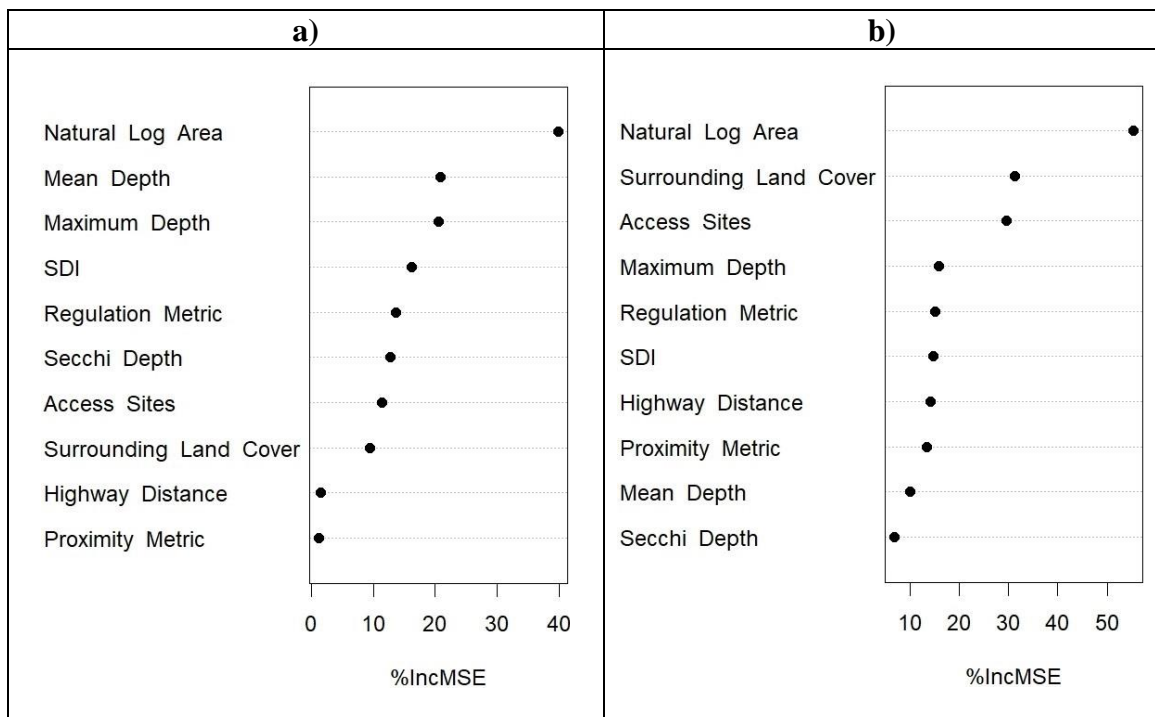 a)
Natural Log Area
Mean Depth
Maximum Depth
SDI
Regulation Metric
Secchi Depth
Access Sites
Surrounding Land Cover
Highway Distance
Proximity Metric
0 10 20 30 40
%IncMSE
b)
Natural Log Area
Surrounding Land Cover
Access Sites
Maximum Depth
Regulation Metric
SDI
Highway Distance
Proximity Metric
Mean Depth
Secchi Depth
10 20 30 40 50
%IncMSE